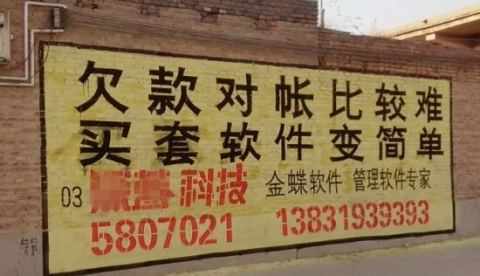 欠款对帐比较难
买套软件变简单
03 科技 金蝶软件 管理软件专家
5807021 13831939393